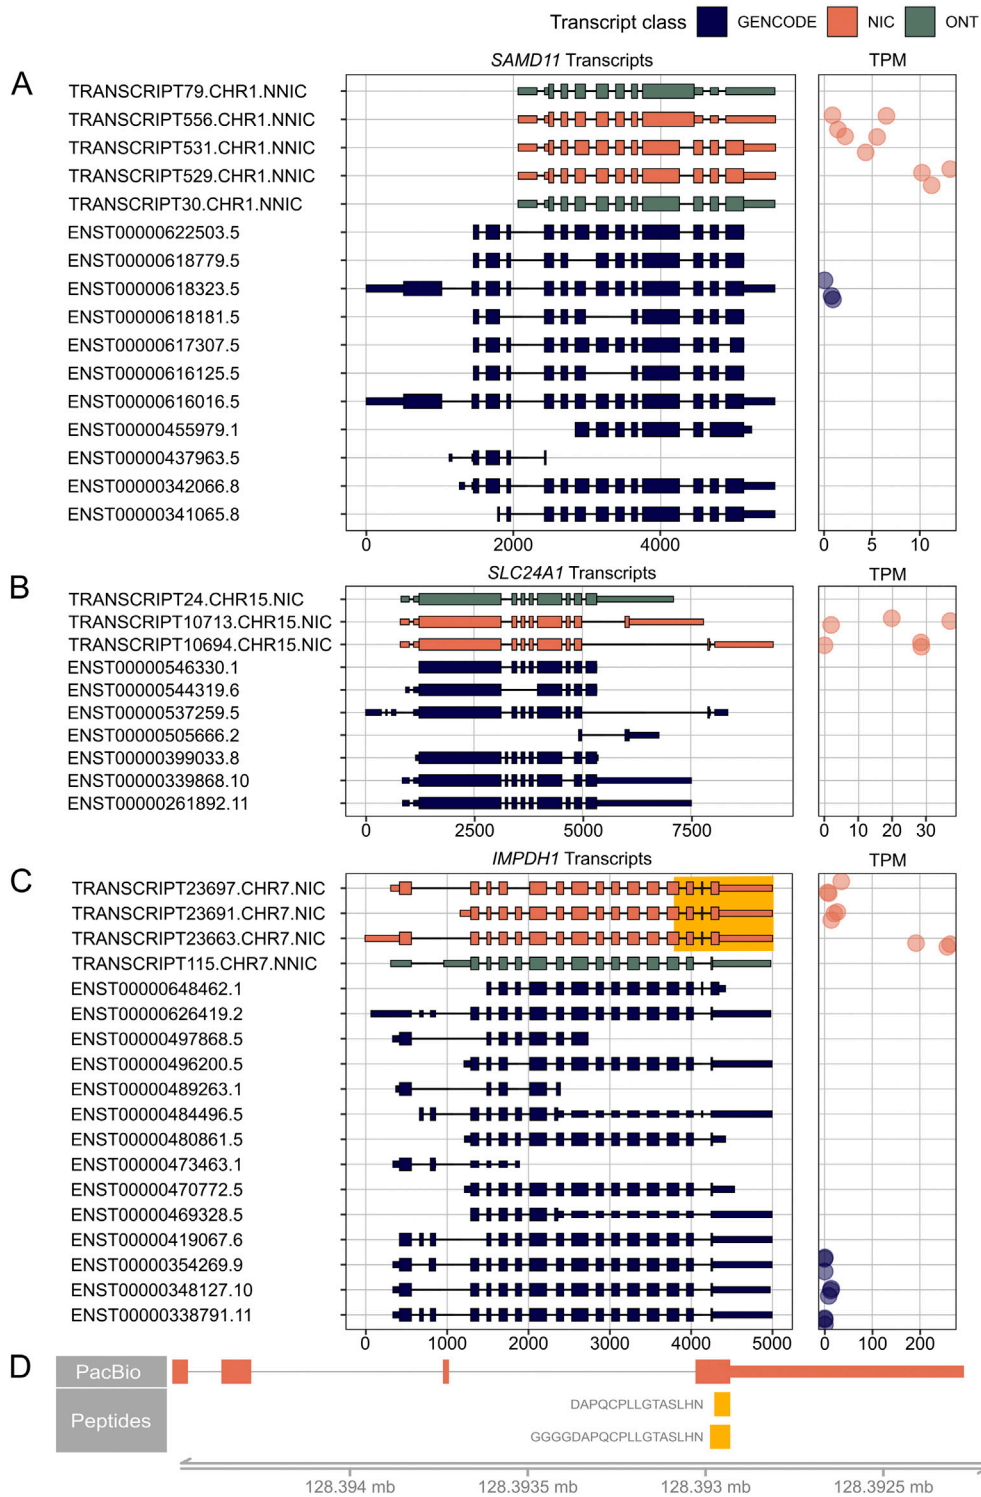 Transcript class GENCODE NIC ONT
A
SAMD11 Transcripts
TPM
TRANSCRIPT79.CHR1.NNIC
TRANSCRIPT556.CHR1.NNIC
TRANSCRIPT531.CHR1.NNIC
TRANSCRIPT529.CHR1.NNIC
TRANSCRIPT30.CHR1.NNIC
ENST00000622503.5
ENST00000618779.5
ENST00000618323.5
ENST00000618181.5
ENST00000617307.5
ENST00000616125.5
ENST00000616016.5
ENST00000455979.1
ENST00000437963.5
ENST00000342066.8
ENST00000341065.8
0 2000 4000
0 5 10
B
SLC24A1 Transcripts
TPM
TRANSCRIPT24.CHR15.NIC
TRANSCRIPT10713.CHR15.NIC
TRANSCRIPT10694.CHR15.NIC
ENST00000546330.1
ENST00000544319.6
ENST00000537259.5
ENST00000505666.2
ENST00000399033.8
ENST00000339868.10
ENST00000261892.11
0 2500 5000 7500
0 10 20 30
C
IMPDH1 Transcripts
TPM
TRANSCRIPT23697.CHR7.NIC
TRANSCRIPT23691.CHR7.NIC
TRANSCRIPT23663.CHR7.NIC
TRANSCRIPT115.CHR7.NNIC
ENST00000648462.1
ENST00000626419.2
ENST00000497868.5
ENST00000496200.5
ENST00000489263.1
ENST00000484496.5
ENST00000480861.5
ENST00000473463.1
ENST00000470772.5
ENST00000469328.5
ENST00000419067.6
ENST00000354269.9
ENST00000348127.10
ENST00000338791.11
0 1000 2000 3000 4000 5000
0 100 200
D
PacBio
Peptides
DAPQCPLLGTASLHN
GGGGDAPQCPLLGTASLHN
128.394 mb 128.3935 mb 128.393 mb 128.3925 mb